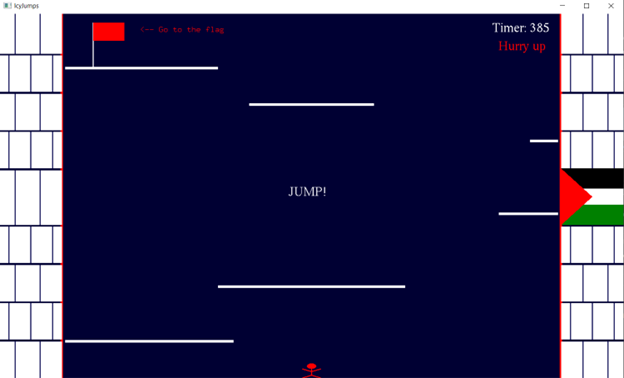 IcyJumps
<-- Go to the flag
Timer: 385
Hurry up
JUMP!